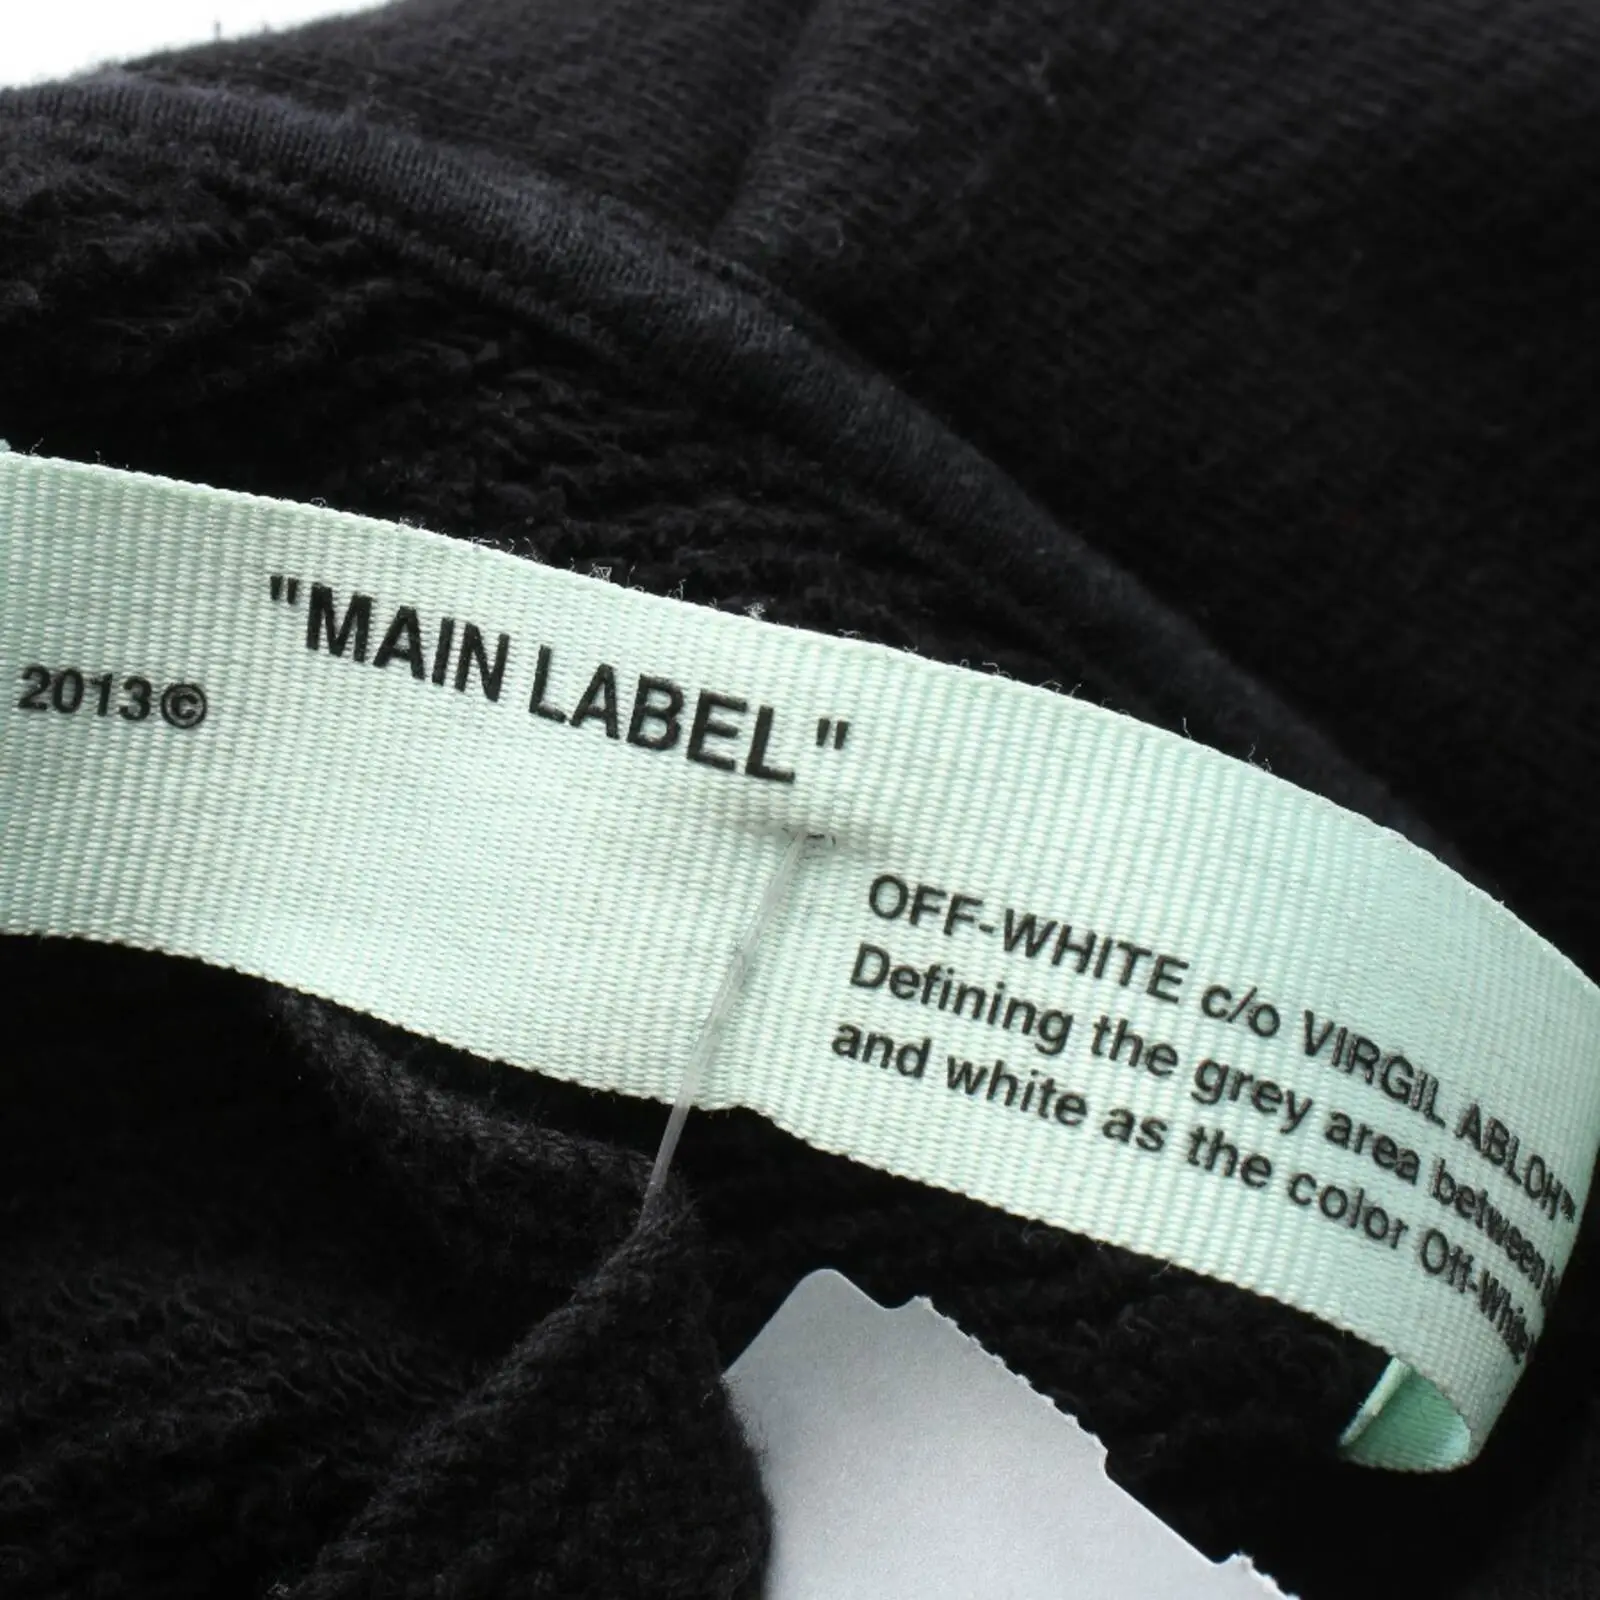 "MAIN LABEL"
2013©
OFF-WHITE c/o VIRGIL ABLOH™
Defining the grey area between
and white as the color Off-White